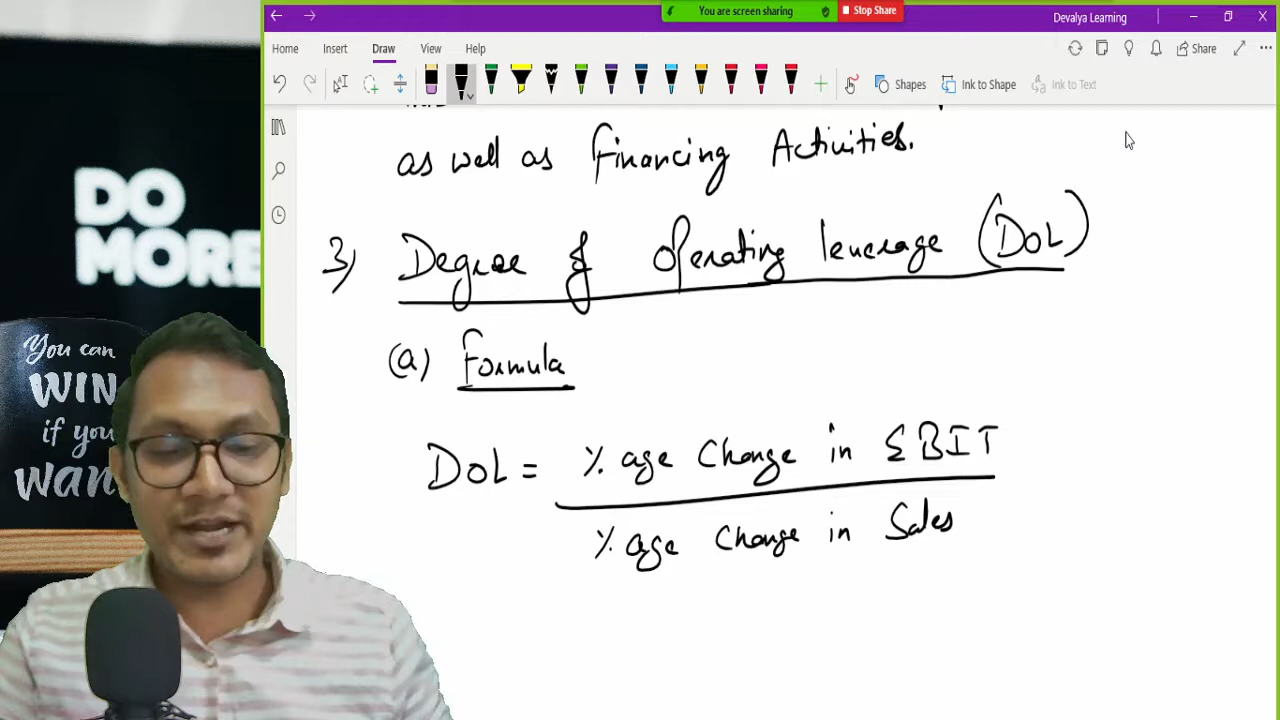 You are screen sharing
Stop Share
Devalya Learning
Home Insert Draw View Help
Share
Shapes
Ink to Shape
Ink to Text
as well as Financing Activities.
3) Degree of Operating leverage (DOL)
(a) Formula
DOL = % age Change in EBIT
% age Change in Sales
DO
MORE
You can
WIN
if you
wan